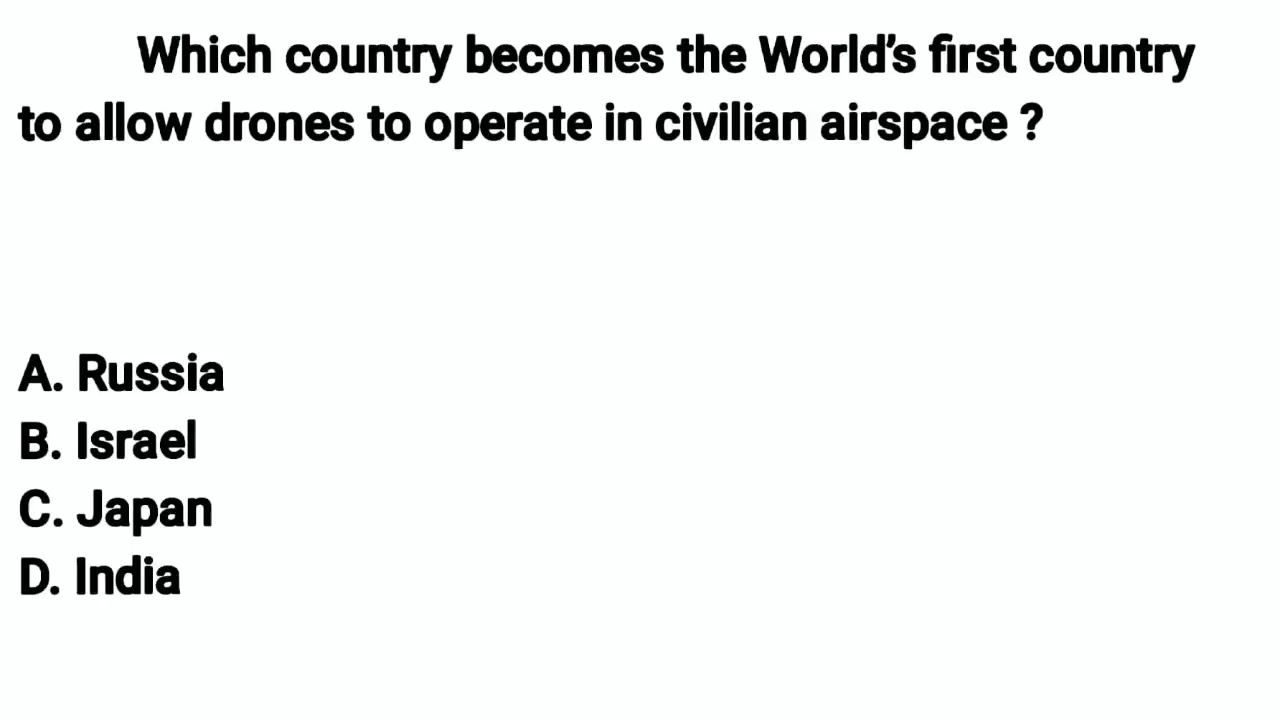 Which country becomes the World’s first country
to allow drones to operate in civilian airspace ?
A. Russia
B. Israel
C. Japan
D. India